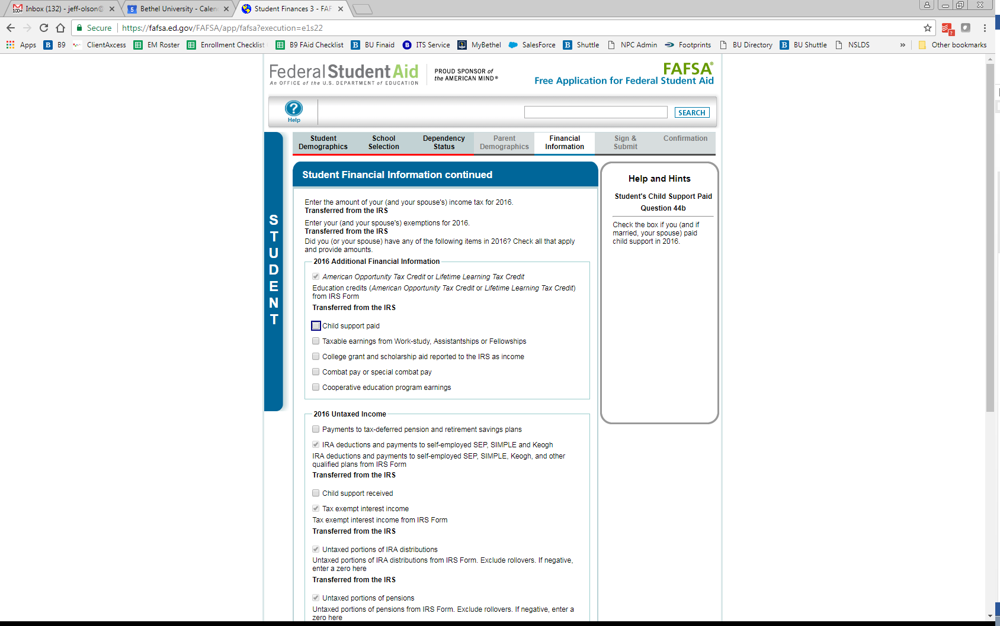 Inbox (132) - jeff-olson@
Bethel University - Calen
Student Finances 3 - FAF
Secure
https://fafsa.ed.gov/FAFSA/app/fafsa?execution=e1s22
Apps
B9
ClientAxcess
EM Roster
Enrollment Checklist
B9 FAid Checklist
BU Finaid
ITS Service
MyBethel
SalesForce
Shuttle
NPC Admin
Footprints
BU Directory
BU Shuttle
NSLDS
»
Other bookmarks
Federal Student Aid
An OFFICE of the U.S. DEPARTMENT of EDUCATION
PROUD SPONSOR of
the AMERICAN MIND®
FAFSA®
Free Application for Federal Student Aid
Help
SEARCH
Student
Demographics
School
Selection
Dependency
Status
Parent
Demographics
Financial
Information
Sign &
Submit
Confirmation
STUDENT
Student Financial Information continued
Enter the amount of your (and your spouse's) income tax for 2016.
Transferred from the IRS
Enter your (and your spouse's) exemptions for 2016.
Transferred from the IRS
Did you (or your spouse) have any of the following items in 2016? Check all that apply
and provide amounts.
2016 Additional Financial Information
American Opportunity Tax Credit or Lifetime Learning Tax Credit
Education credits (American Opportunity Tax Credit or Lifetime Learning Tax Credit)
from IRS Form
Transferred from the IRS
Child support paid
Taxable earnings from Work-study, Assistantships or Fellowships
College grant and scholarship aid reported to the IRS as income
Combat pay or special combat pay
Cooperative education program earnings
2016 Untaxed Income
Payments to tax-deferred pension and retirement savings plans
IRA deductions and payments to self-employed SEP, SIMPLE and Keogh
IRA deductions and payments to self-employed SEP, SIMPLE, Keogh, and other
qualified plans from IRS Form
Transferred from the IRS
Child support received
Tax exempt interest income
Tax exempt interest income from IRS Form
Transferred from the IRS
Untaxed portions of IRA distributions
Untaxed portions of IRA distributions from IRS Form. Exclude rollovers. If negative,
enter a zero here
Transferred from the IRS
Untaxed portions of pensions
Untaxed portions of pensions from IRS Form. Exclude rollovers. If negative, enter a
zero here
Help and Hints
Student's Child Support Paid
Question 44b
Check the box if you (and if
married, your spouse) paid
child support in 2016.